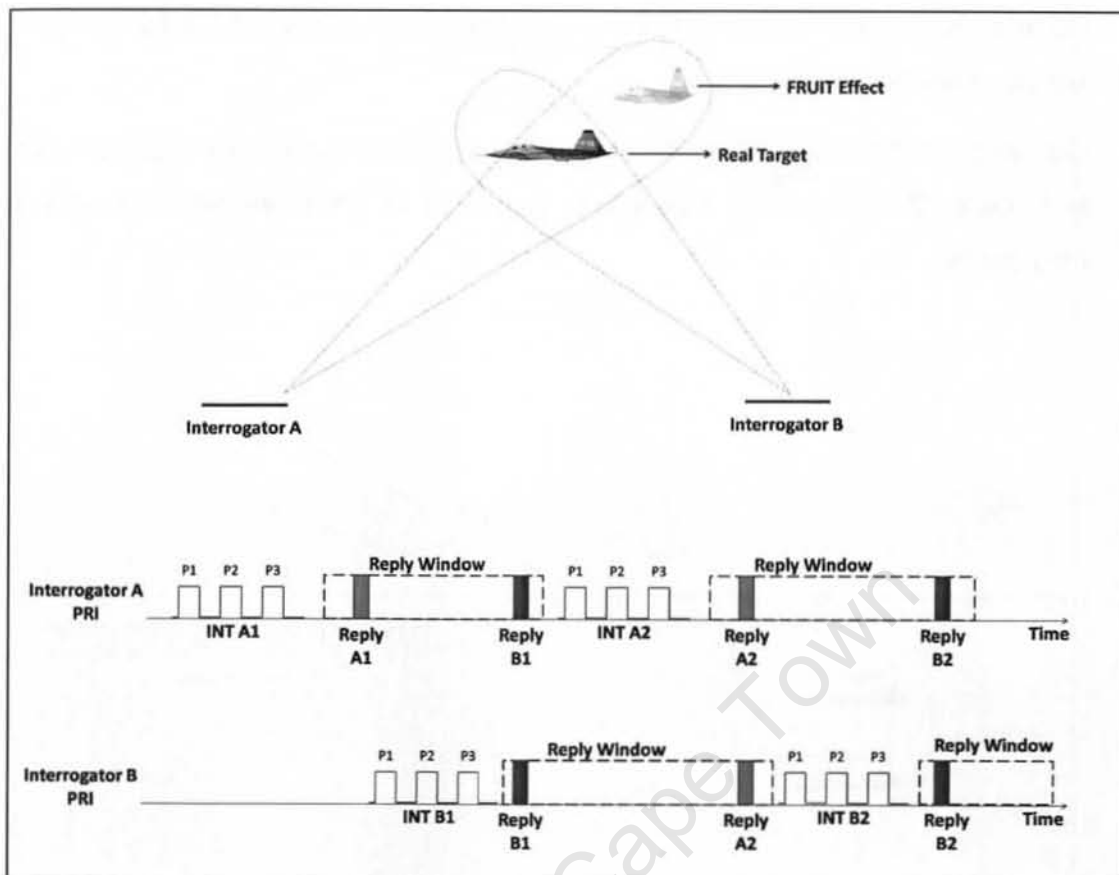 FRUIT Effect
Real Target
Interrogator A
Interrogator B
Interrogator A
PRI
P1 P2 P3
INT A1
Reply Window
Reply
A1
Reply
B1
P1 P2 P3
INT A2
Reply Window
Reply
A2
Reply
B2
Time
Interrogator B
PRI
P1 P2 P3
INT B1
Reply Window
Reply
B1
Reply
A2
P1 P2 P3
INT B2
Reply Window
Reply
B2
Time
Cape Town